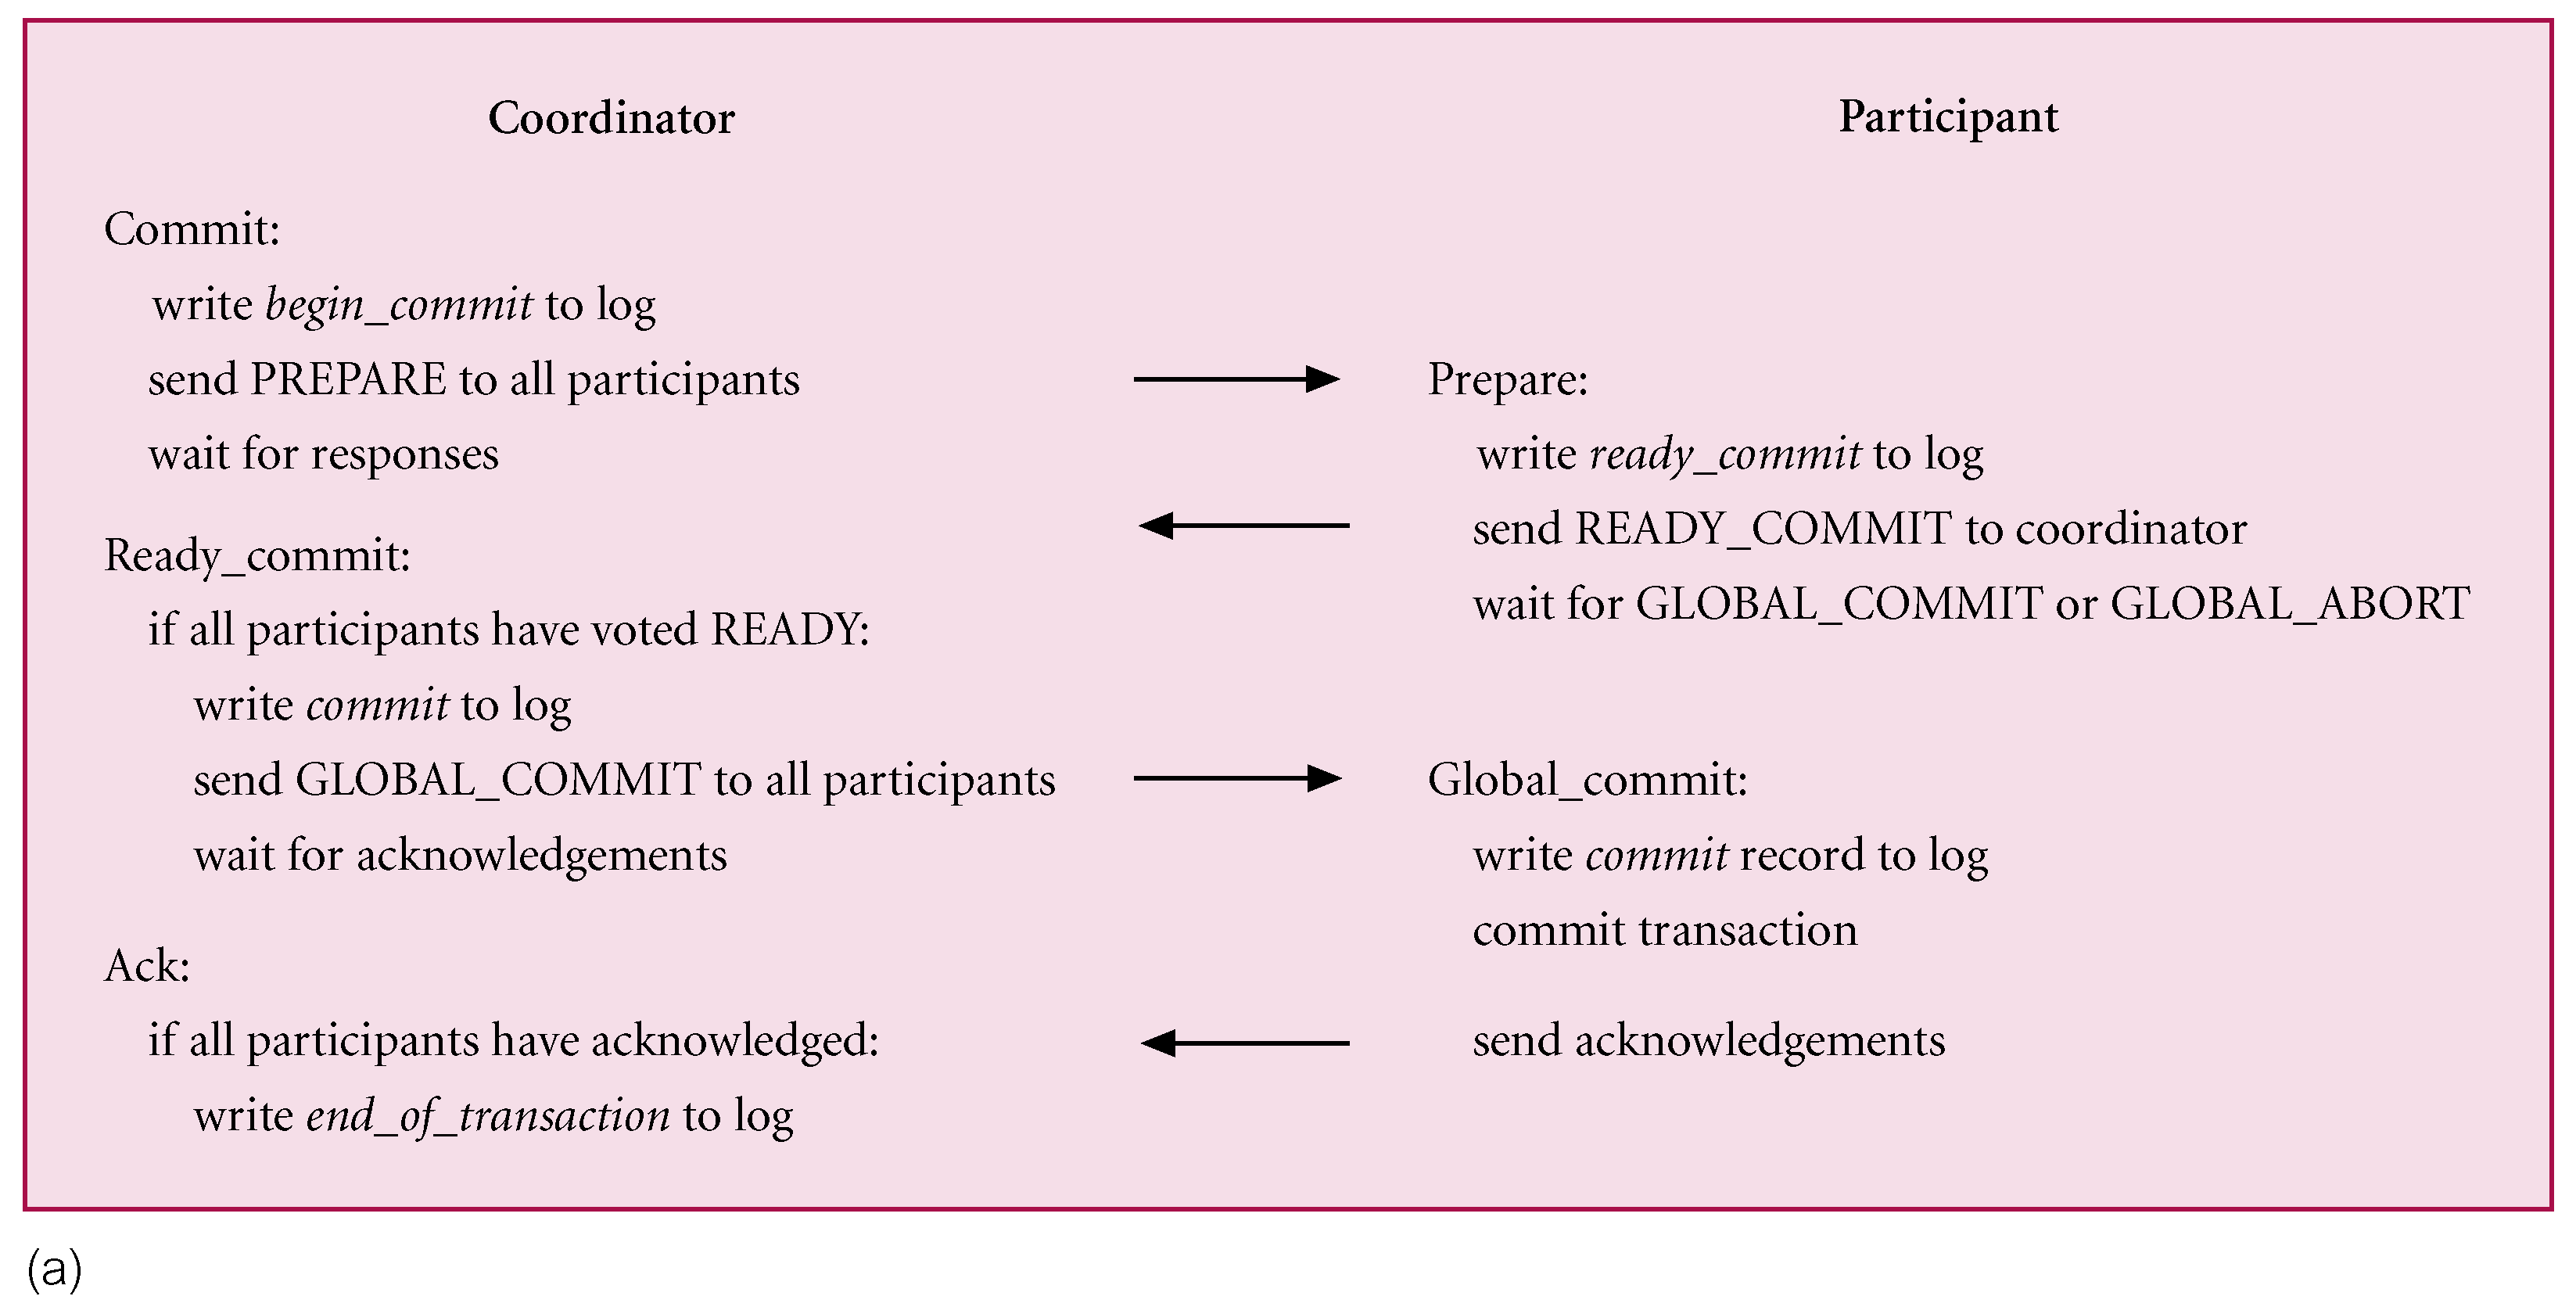 Coordinator
Commit:
write begin_commit to log
send PREPARE to all participants
wait for responses
Ready_commit:
if all participants have voted READY:
write commit to log
send GLOBAL_COMMIT to all participants
wait for acknowledgements
Ack:
if all participants have acknowledged:
write end_of_transaction to log
Participant
Prepare:
write ready_commit to log
send READY_COMMIT to coordinator
wait for GLOBAL_COMMIT or GLOBAL_ABORT
Global_commit:
write commit record to log
commit transaction
send acknowledgements
(a)